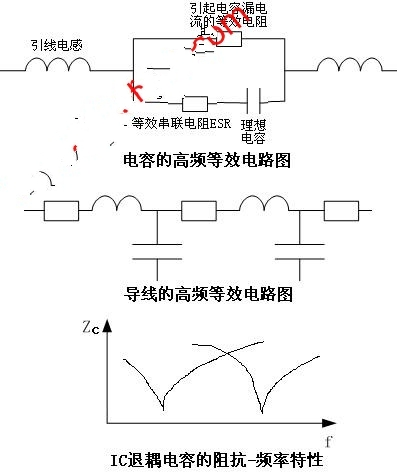 引起电容漏电
流的等效电阻
引线电感
等效串联电阻ESR
理想
电容
电容的高频等效电路图
导线的高频等效电路图
Zc
f
IC退耦电容的阻抗-频率特性